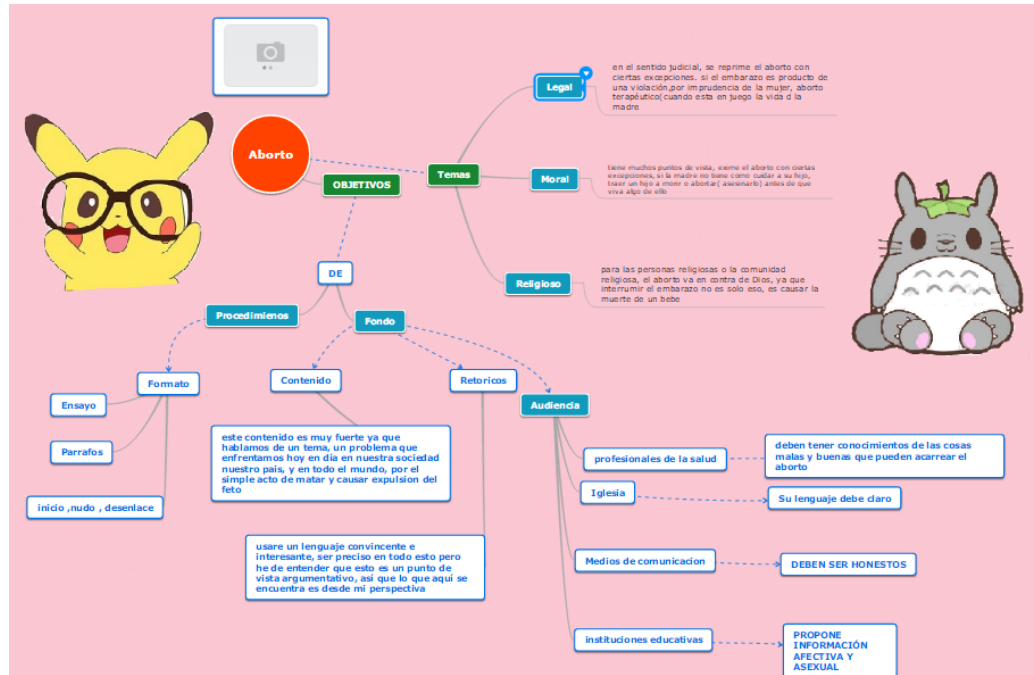 Aborto
OBJETIVOS
Temas
Legal
en el sentido judicial, se reprime el aborto con
ciertas excepciones. si el embarazo es producto de
una violación,por imprudencia de la mujer, aborto
terapéutico(cuando esta en juego la vida d la
madre
Moral
tiene muchos puntos de vista, exime el aborto con ciertas
excepciones, si la madre no tiene como cuidar a su hijo,
traer un hijo a morir o abortar( asesinarlo) antes de que
viva algo de ello
Religioso
para las personas religiosas o la comunidad
religiosa, el aborto va en contra de Dios, ya que
interrumir el embarazo no es solo eso, es causar la
muerte de un bebe
DE
Procedimienos
Fondo
Formato
Ensayo
Parrafos
inicio ,nudo , desenlace
Contenido
este contenido es muy fuerte ya que
hablamos de un tema, un problema que
enfrentamos hoy en día en nuestra sociedad
nuestro pais, y en todo el mundo, por el
simple acto de matar y causar expulsion del
feto
Retoricos
usare un lenguaje convincente e
interesante, ser preciso en todo esto pero
he de entender que esto es un punto de
vista argumentativo, así que lo que aquí se
encuentra es desde mi perspectiva
Audiencia
profesionales de la salud
deben tener conocimientos de las cosas
malas y buenas que pueden acarrear el
aborto
Iglesia
Su lenguaje debe claro
Medios de comunicacion
DEBEN SER HONESTOS
instituciones educativas
PROPONE
INFORMACIÓN
AFECTIVA Y
ASEXUAL